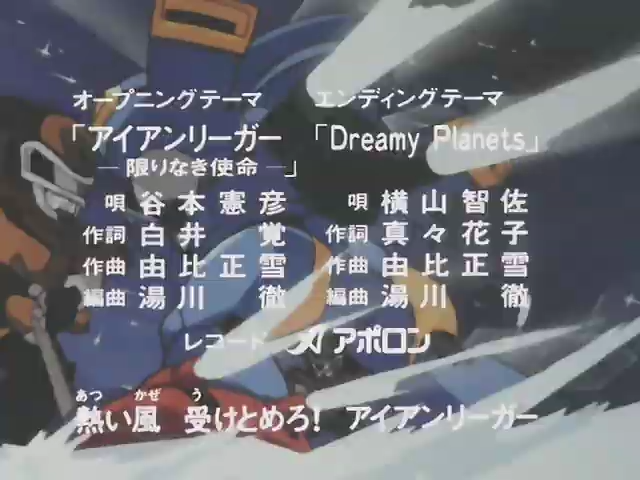 オープニングテーマ
「アイアンリーガー
―限りなき使命―」
唄 谷本憲彦
作詞 白井 覚
作曲 由比正雪
編曲 湯川 徹
エンディングテーマ
「Dreamy Planets」
唄 横山智佐
作詞 真々花子
作曲 由比正雪
編曲 湯川 徹
レコード アポロン
あつ かぜ う
熱い風 受けとめろ! アイアンリーガー